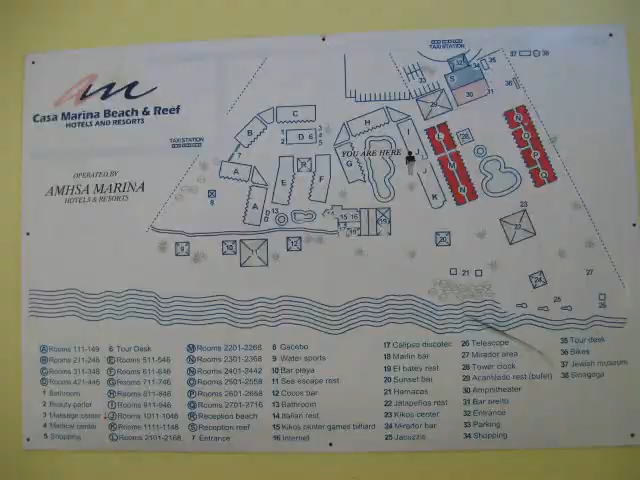 TAXI STATION
Casa Marina Beach & Reef
HOTELS AND RESORTS
TAXI STATION
OPERATED BY
AMHSA MARINA
HOTELS & RESORTS
YOU ARE HERE
A Rooms 111-149
B Rooms 211-246
C Rooms 311-348
D Rooms 421-446
1 Bathroom
2 Beauty parlor
3 Massage center
4 Medical center
5 Shopping
6 Tour Desk
E Rooms 511-546
F Rooms 611-646
G Rooms 711-746
H Rooms 811-846
I Rooms 911-946
J Rooms 1011-1048
K Rooms 1111-1148
L Rooms 2101-2168
M Rooms 2201-2268
N Rooms 2301-2368
O Rooms 2401-2442
P Rooms 2501-2558
Q Rooms 2601-2668
Rooms 2701-2716
R Reception beach
S Reception reef
7 Entrance
8 Gacebo
9 Water sports
10 Bar playa
11 Sea escape rest
12 Cocos bar
13 Bathroom
14 Italian rest
15 Kikos center games billard
16 Internet
17 Calipso discotec
18 Marlin bar
19 El batey rest
20 Sunset bar
21 Hamacas
22 Jalapeños rest
23 Kikos center
24 Mirador bar
25 Jacuzzis
26 Telescope
27 Mirador area
28 Tower clock
29 Acantilado rest (bufet)
30 Amphiteater
31 Bar
32 Entrance
33 Parking
34 Shopping
35 Tour desk
36 Bikes
37 Jewish museum
38 Sinagoga